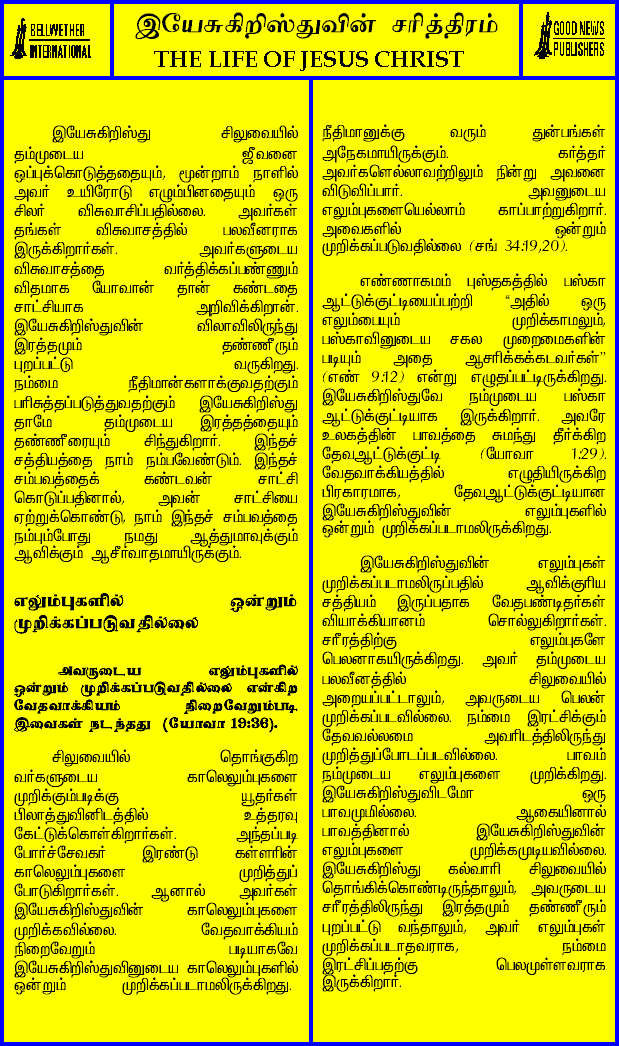 BELLWETHER
INTERNATIONAL
இயேசுகிறிஸ்துவின் சரித்திரம்
THE LIFE OF JESUS CHRIST
GOOD NEWS
PUBLISHERS
இயேசுகிறிஸ்து சிலுவையில்
தம்முடைய ஜீவனை
ஒப்புக்கொடுத்ததையும், மூன்றாம் நாளில்
அவர் உயிரோடு எழும்பினதையும் ஒரு
சிலர் விசுவாசிப்பதில்லை. அவர்கள்
தங்கள் விசுவாசத்தில் பலவீனராக
இருக்கிறார்கள். அவர்களுடைய
விசுவாசத்தை வர்த்திக்கப்பண்ணும்
விதமாக யோவான் தான் கண்டதை
சாட்சியாக அறிவிக்கிறான்.
இயேசுகிறிஸ்துவின் விலாவிலிருந்து
இரத்தமும் தண்ணீரும்
புறப்பட்டு வருகிறது.
நம்மை நீதிமான்களாக்குவதற்கும்
பரிசுத்தப்படுத்துவதற்கும் இயேசுகிறிஸ்து
தாமே தம்முடைய இரத்தத்தையும்
தண்ணீரையும் சிந்துகிறார். இந்தச்
சத்தியத்தை நாம் நம்பவேண்டும். இந்தச்
சம்பவத்தைக் கண்டவன் சாட்சி
கொடுப்பதினால், அவன் சாட்சியை
ஏற்றுக்கொண்டு, நாம் இந்தச் சம்பவத்தை
நம்பும்போது நமது ஆத்துமாவுக்கும்
ஆவிக்கும் ஆசீர்வாதமாயிருக்கும்.
எலும்புகளில் ஒன்றும்
முறிக்கப்படுவதில்லை
அவருடைய எலும்புகளில்
ஒன்றும் முறிக்கப்படுவதில்லை என்கிற
வேதவாக்கியம் நிறைவேறும்படி
இவைகள் நடந்தது (யோவா 19:36).
சிலுவையில் தொங்குகிற
வர்களுடைய காலெலும்புகளை
முறிக்கும்படிக்கு யூதர்கள்
பிலாத்துவினிடத்தில் உத்தரவு
கேட்டுக்கொள்கிறார்கள். அந்தப்படி
போர்ச்சேவகர் இரண்டு கள்ளரின்
காலெலும்புகளை முறித்துப்
போடுகிறார்கள். ஆனால் அவர்கள்
இயேசுகிறிஸ்துவின் காலெலும்புகளை
முறிக்கவில்லை. வேதவாக்கியம்
நிறைவேறும் படியாகவே
இயேசுகிறிஸ்துவினுடைய காலெலும்புகளில்
ஒன்றும் முறிக்கப்படாமலிருக்கிறது.
நீதிமானுக்கு வரும் துன்பங்கள்
அநேகமாயிருக்கும். கர்த்தர்
அவர்களெல்லாவற்றிலும் நின்று அவனை
விடுவிப்பார். அவனுடைய
எலும்புகளையெல்லாம் காப்பாற்றுகிறார்.
அவைகளில் ஒன்றும்
முறிக்கப்படுவதில்லை (சங் 34:19,20).
எண்ணாகமம் புஸ்தகத்தில் பஸ்கா
ஆட்டுக்குட்டியைப்பற்றி "அதில் ஒரு
எலும்பையும் முறிக்காமலும்,
பஸ்காவினுடைய சகல முறைமைகளின்
படியும் அதை ஆசரிக்கக்கடவர்கள்"
(எண் 9:12) என்று எழுதப்பட்டிருக்கிறது.
இயேசுகிறிஸ்துவே நம்முடைய பஸ்கா
ஆட்டுக்குட்டியாக இருக்கிறார். அவரே
உலகத்தின் பாவத்தை சுமந்து தீர்க்கிற
தேவஆட்டுக்குட்டி (யோவா 1:29).
வேதவாக்கியத்தில் எழுதியிருக்கிற
பிரகாரமாக, தேவஆட்டுக்குட்டியான
இயேசுகிறிஸ்துவின் எலும்புகளில்
ஒன்றும் முறிக்கப்படாமலிருக்கிறது.
இயேசுகிறிஸ்துவின் எலும்புகள்
முறிக்கப்படாமலிருப்பதில் ஆவிக்குரிய
சத்தியம் இருப்பதாக வேதபண்டிதர்கள்
வியாக்கியானம் சொல்லுகிறார்கள்.
சரீரத்திற்கு எலும்புகளே
பெலனாகயிருக்கிறது. அவர் தம்முடைய
பலவீனத்தில் சிலுவையில்
அறையப்பட்டாலும், அவருடைய பெலன்
முறிக்கப்படவில்லை. நம்மை இரட்சிக்கும்
தேவவல்லமை அவரிடத்திலிருந்து
முறித்துப்போடப்படவில்லை. பாவம்
நம்முடைய எலும்புகளை முறிக்கிறது.
இயேசுகிறிஸ்துவிடமோ ஒரு
பாவமுமில்லை. ஆகையினால்
பாவத்தினால் இயேசுகிறிஸ்துவின்
எலும்புகளை முறிக்கமுடியவில்லை.
இயேசுகிறிஸ்து கல்வாரி சிலுவையில்
தொங்கிக்கொண்டிருந்தாலும், அவருடைய
சரீரத்திலிருந்து இரத்தமும் தண்ணீரும்
புறப்பட்டு வந்தாலும், அவர் எலும்புகள்
முறிக்கப்படாதவராக, நம்மை
இரட்சிப்பதற்கு பெலமுள்ளவராக
இருக்கிறார்.